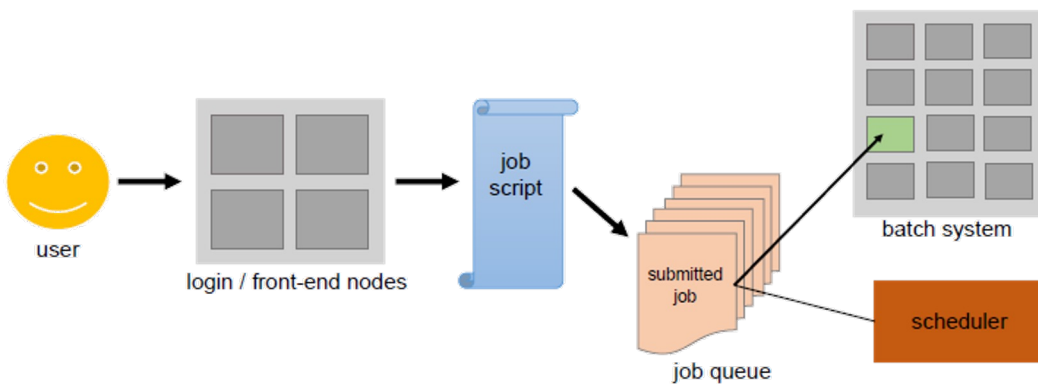 user
login / front-end nodes
job
script
submitted
job
job queue
batch system
scheduler